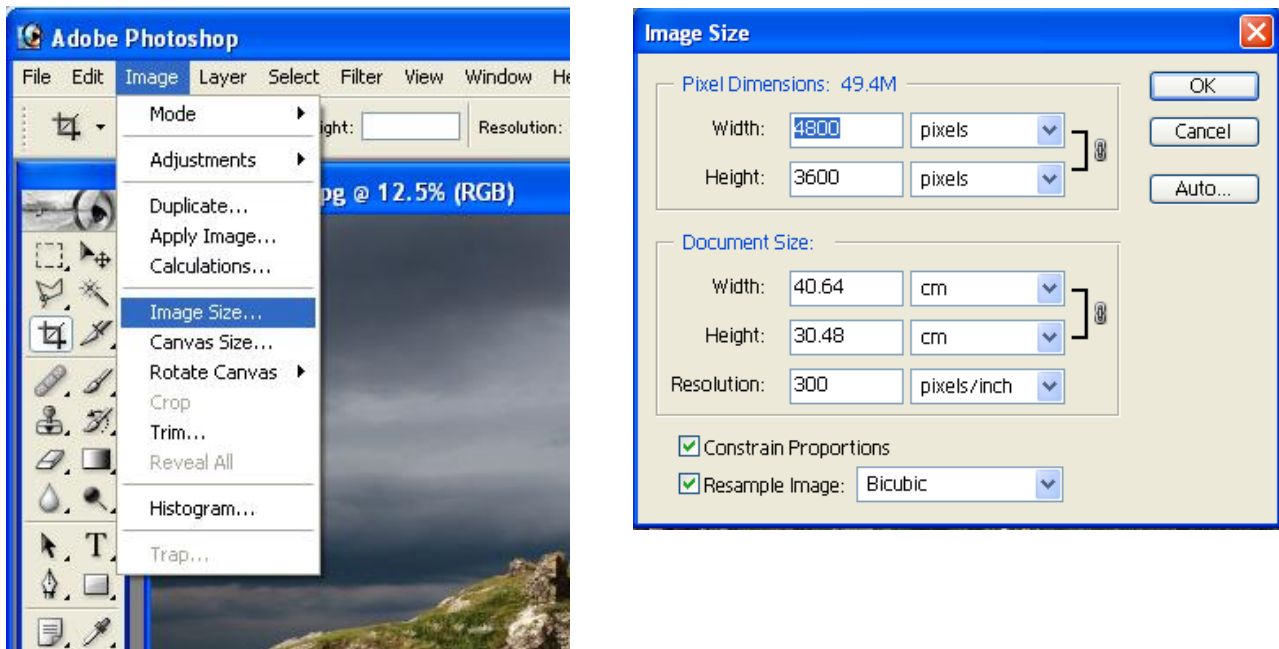 Adobe Photoshop
File Edit Image Layer Select Filter View Window He
ight: Resolution:
pg @ 12.5% (RGB)
Mode
Adjustments
Duplicate...
Apply Image...
Calculations...
Image Size...
Canvas Size...
Rotate Canvas
Crop
Trim...
Reveal All
Histogram...
Trap...
T
Image Size
Pixel Dimensions: 49.4M
Width: 4800 pixels
Height: 3600 pixels
Document Size:
Width: 40.64 cm
Height: 30.48 cm
Resolution: 300 pixels/inch
Constrain Proportions
Resample Image: Bicubic
OK
Cancel
Auto...